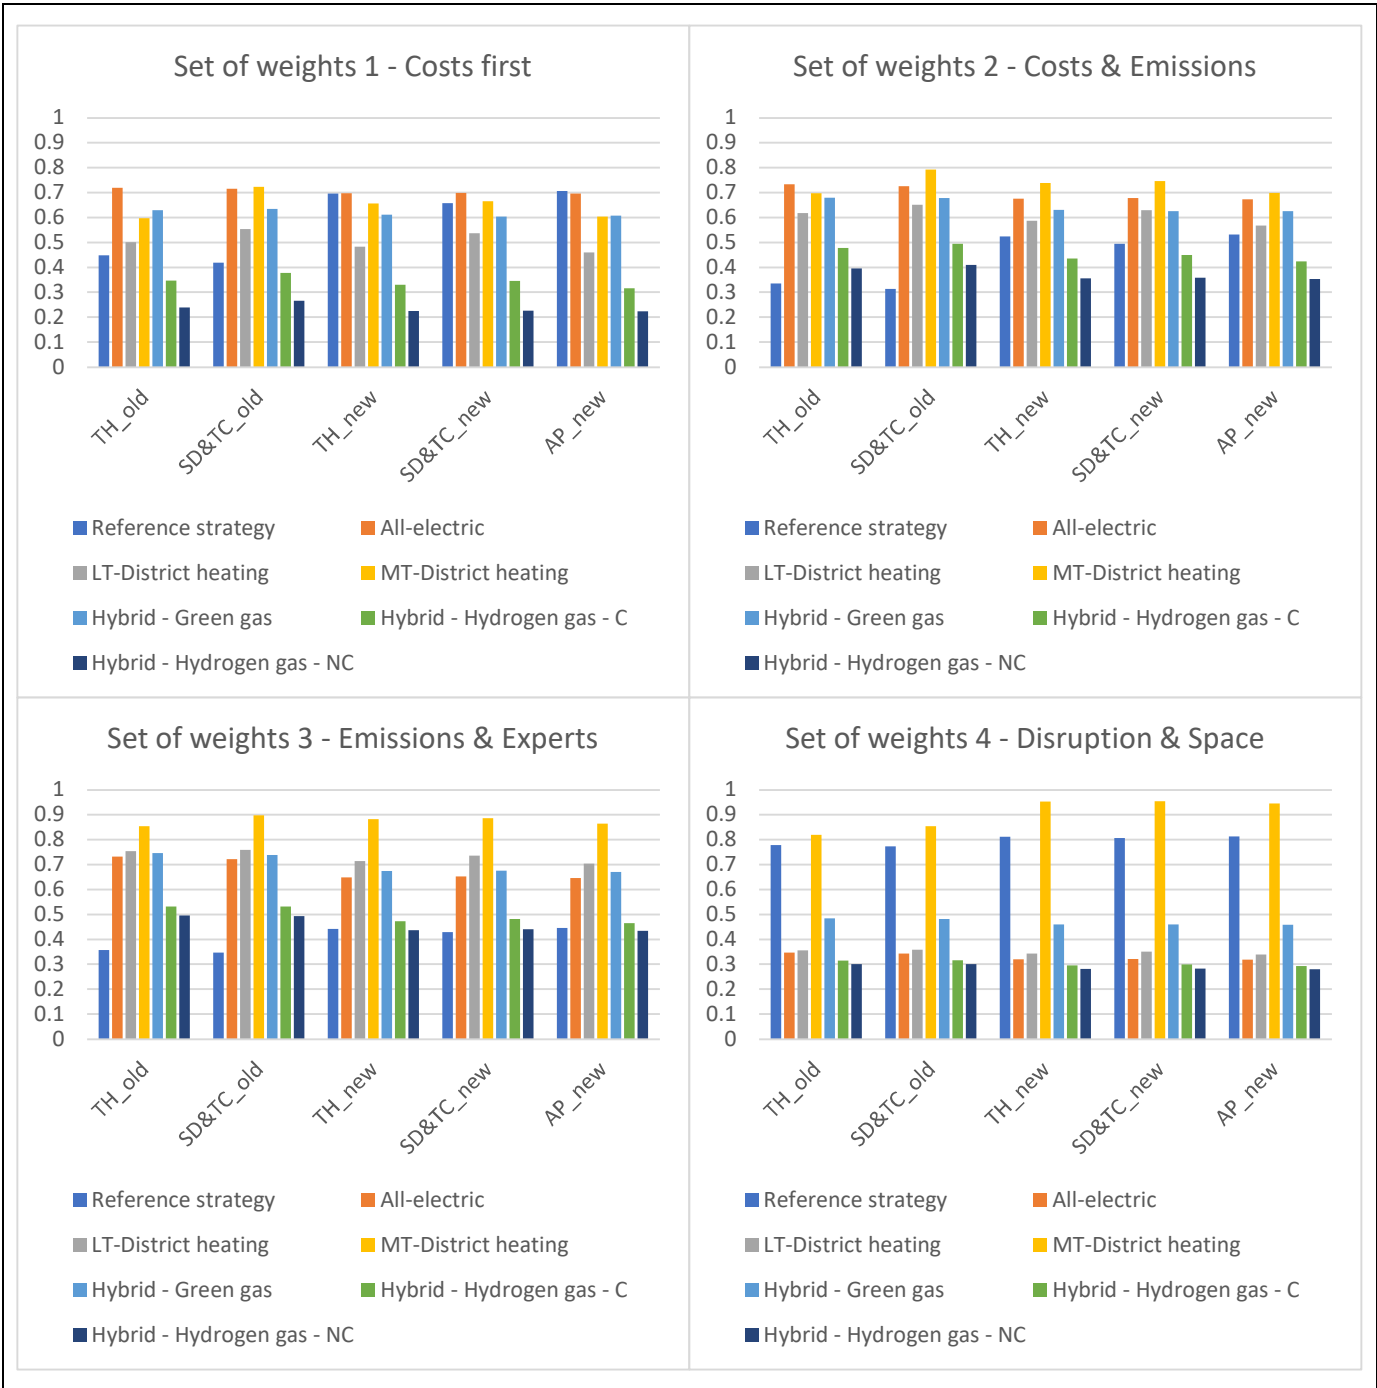 Set of weights 1 - Costs first
1
0.9
0.8
0.7
0.6
0.5
0.4
0.3
0.2
0.1
0
TH_old
SD&TC_old
TH_new
SD&TC_new
AP_new
Reference strategy
All-electric
LT-District heating
MT-District heating
Hybrid - Green gas
Hybrid - Hydrogen gas - C
Hybrid - Hydrogen gas - NC
Set of weights 2 - Costs & Emissions
1
0.9
0.8
0.7
0.6
0.5
0.4
0.3
0.2
0.1
0
TH_old
SD&TC_old
TH_new
SD&TC_new
AP_new
Reference strategy
All-electric
LT-District heating
MT-District heating
Hybrid - Green gas
Hybrid - Hydrogen gas - C
Hybrid - Hydrogen gas - NC
Set of weights 3 - Emissions & Experts
1
0.9
0.8
0.7
0.6
0.5
0.4
0.3
0.2
0.1
0
TH_old
SD&TC_old
TH_new
SD&TC_new
AP_new
Reference strategy
All-electric
LT-District heating
MT-District heating
Hybrid - Green gas
Hybrid - Hydrogen gas - C
Hybrid - Hydrogen gas - NC
Set of weights 4 - Disruption & Space
1
0.9
0.8
0.7
0.6
0.5
0.4
0.3
0.2
0.1
0
TH_old
SD&TC_old
TH_new
SD&TC_new
AP_new
Reference strategy
All-electric
LT-District heating
MT-District heating
Hybrid - Green gas
Hybrid - Hydrogen gas - C
Hybrid - Hydrogen gas - NC